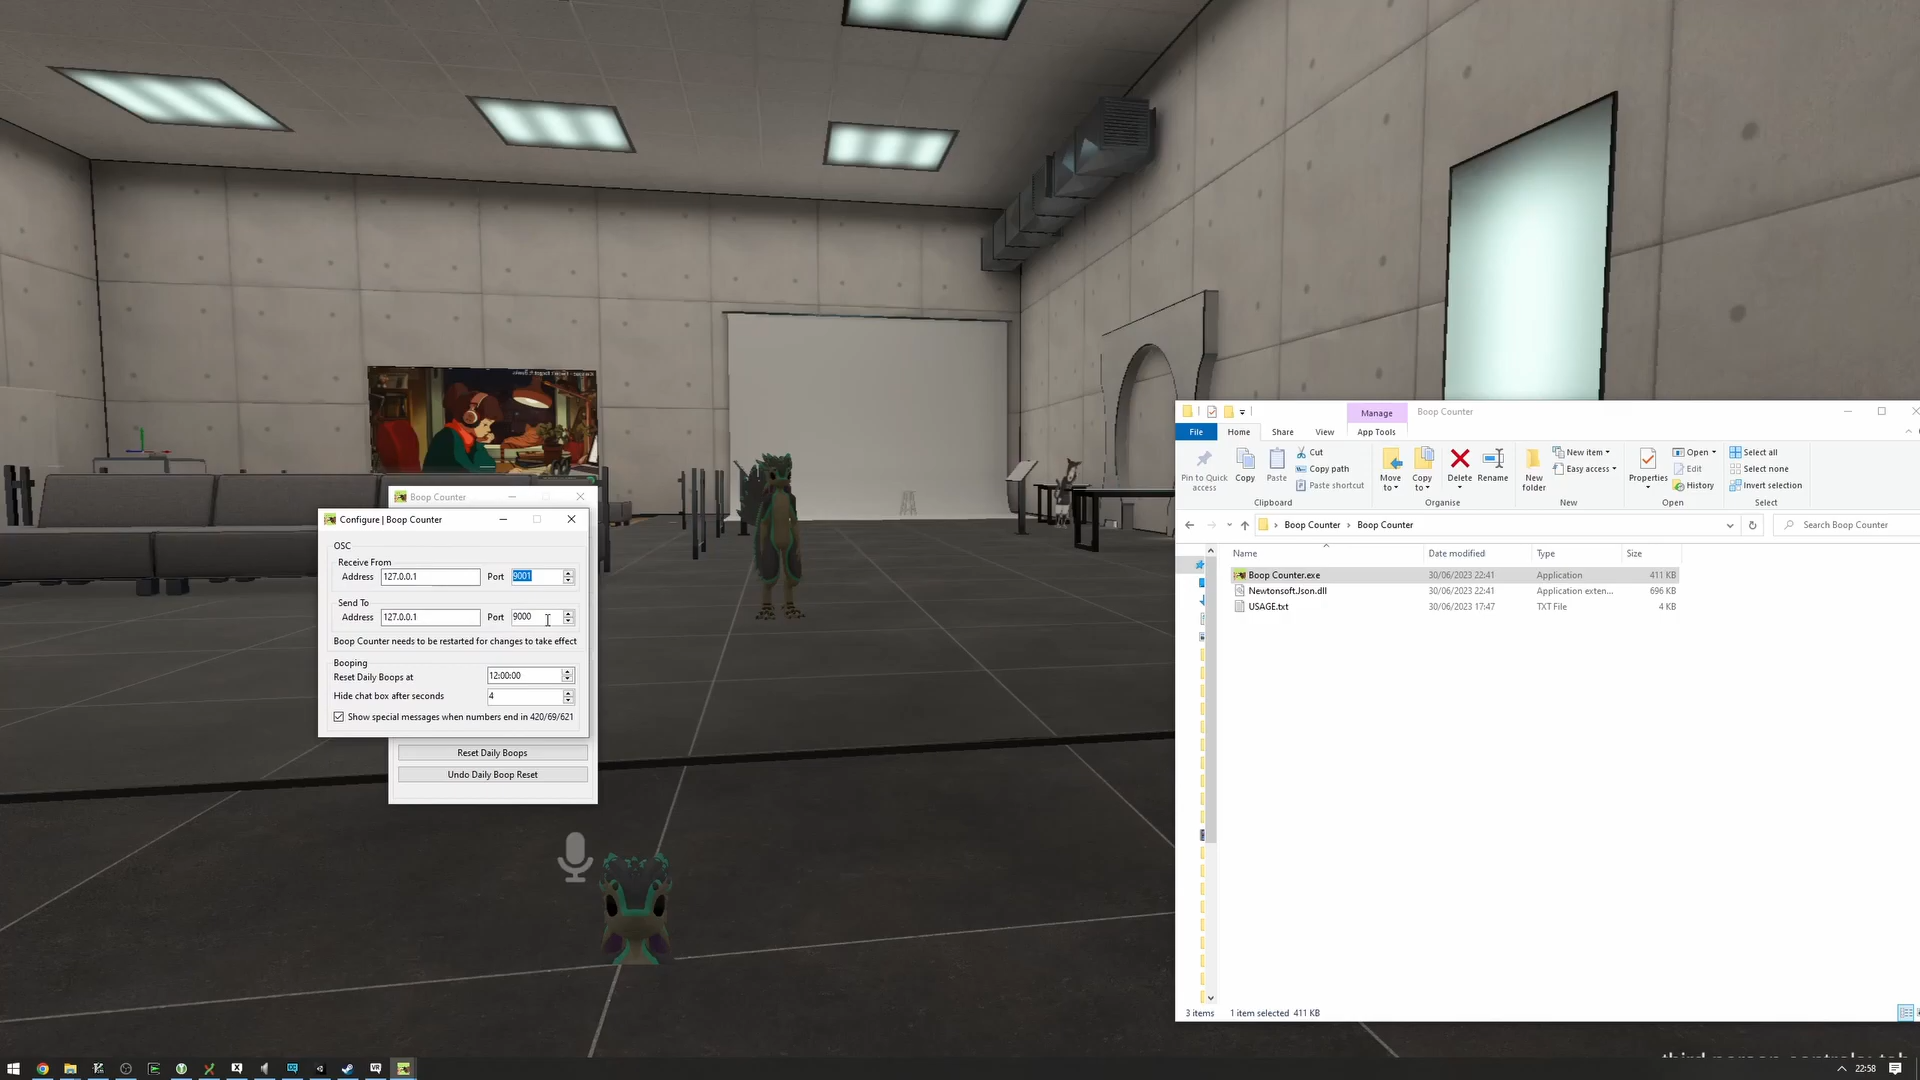 Boop Counter
Configure | Boop Counter
OSC
Receive From
Address 127.0.0.1 Port 9001
Send To
Address 127.0.0.1 Port 9000
Boop Counter needs to be restarted for changes to take effect
Booping
Reset Daily Boops at 12:00:00
Hide chat box after seconds 4
Show special messages when numbers end in 420/69/621
Reset Daily Boops
Undo Daily Boop Reset
Manage Boop Counter
File Home Share View App Tools
Pin to Quick access
Copy
Paste
Cut
Copy path
Paste shortcut
Clipboard
Move to
Copy to
Delete
Rename
Organise
New folder
New item
Easy access
New
Properties
Open
Edit
History
Open
Select all
Select none
Invert selection
Select
Boop Counter > Boop Counter
Search Boop Counter
Name Date modified Type Size
Boop Counter.exe 30/06/2023 22:41 Application 411 KB
Newtonsoft.Json.dll 30/06/2023 22:41 Application exten... 696 KB
USAGE.txt 30/06/2023 17:47 TXT File 4 KB
3 items 1 item selected 411 KB
22:58